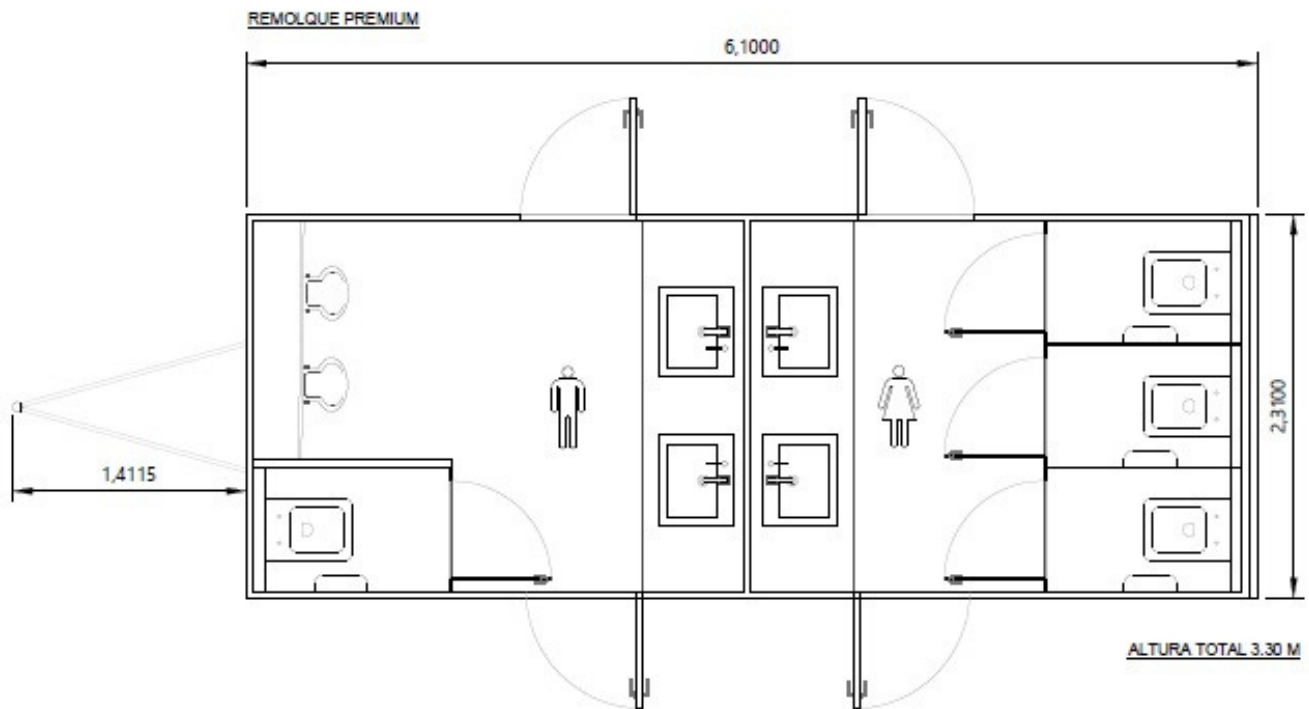 REMOLQUE PREMIUM
6,1000
2,3100
1,4115
ALTURA TOTAL 3.30 M